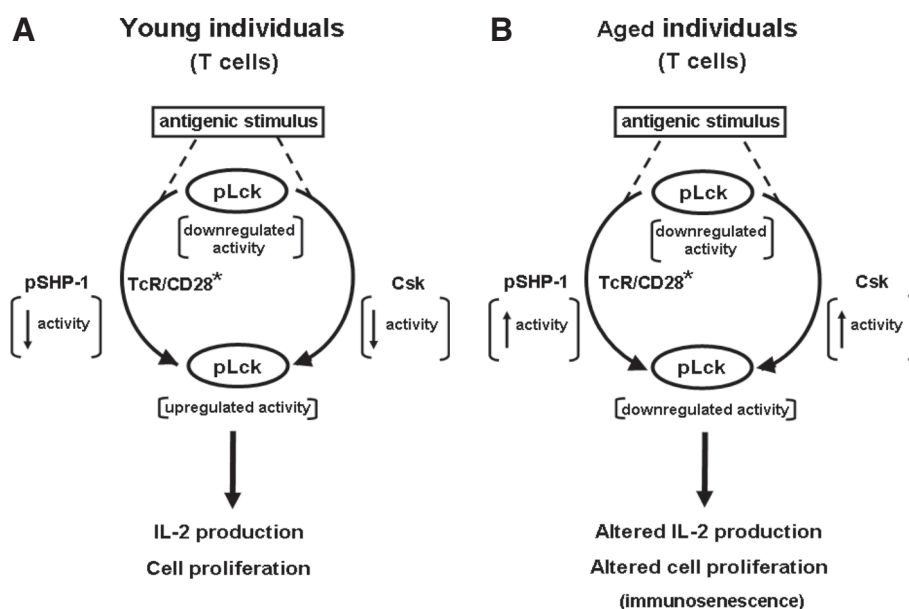 A
Young individuals
(T cells)
antigenic stimulus
pLck
[downregulated
activity]
pSHP-1
[↓ activity]
TcR/CD28*
Csk
[↓ activity]
pLck
[upregulated activity]
IL-2 production
Cell proliferation
B
Aged individuals
(T cells)
antigenic stimulus
pLck
[downregulated
activity]
pSHP-1
[↑ activity]
TcR/CD28*
Csk
[↑ activity]
pLck
[downregulated activity]
Altered IL-2 production
Altered cell proliferation
(immunosenescence)